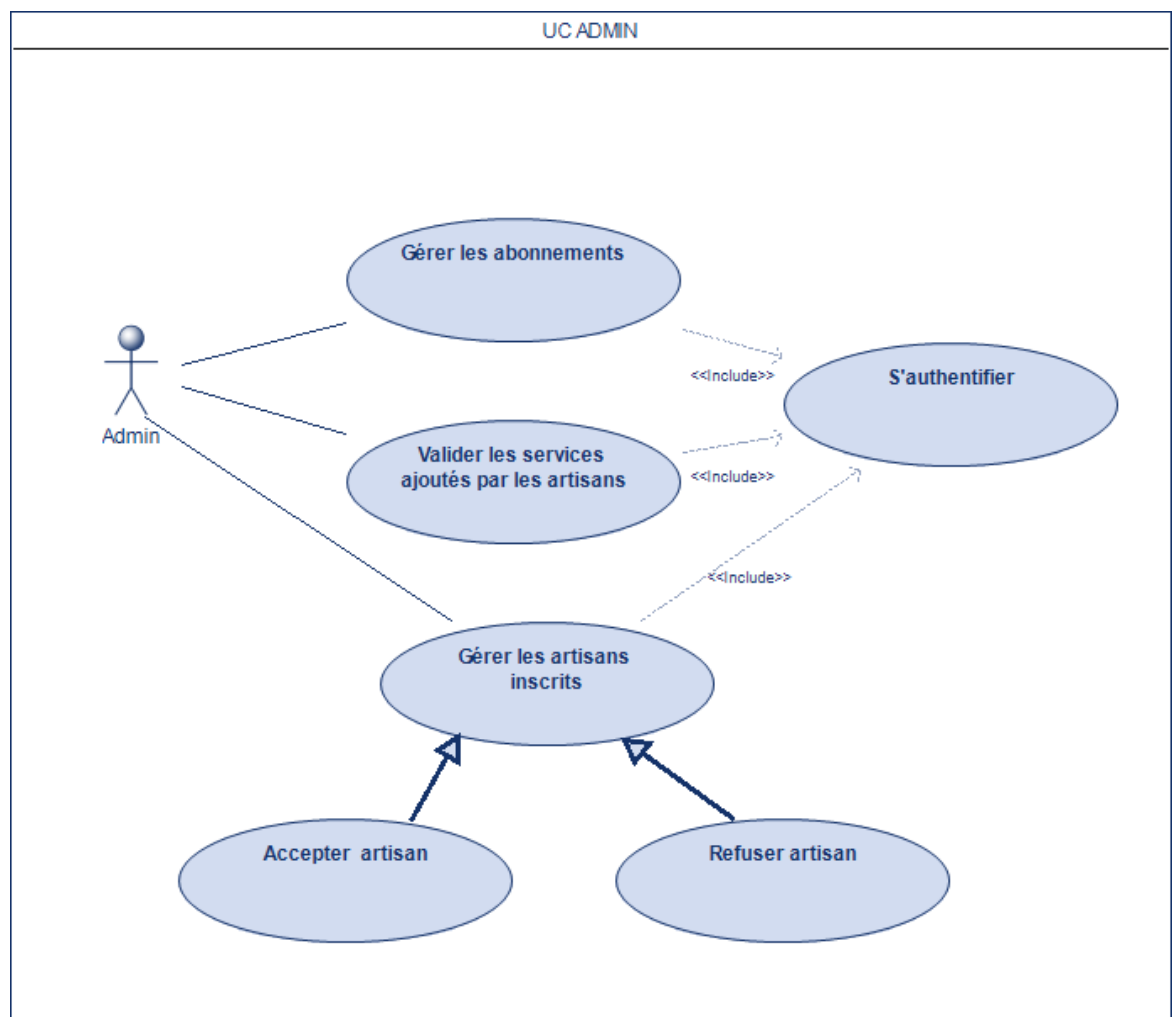 UC ADMIN
Gérer les abonnements
<<Include>>
S'authentifier
Admin
Valider les services
ajoutés par les artisans
<<Include>>
<<Include>>
Gérer les artisans
inscrits
Accepter artisan
Refuser artisan